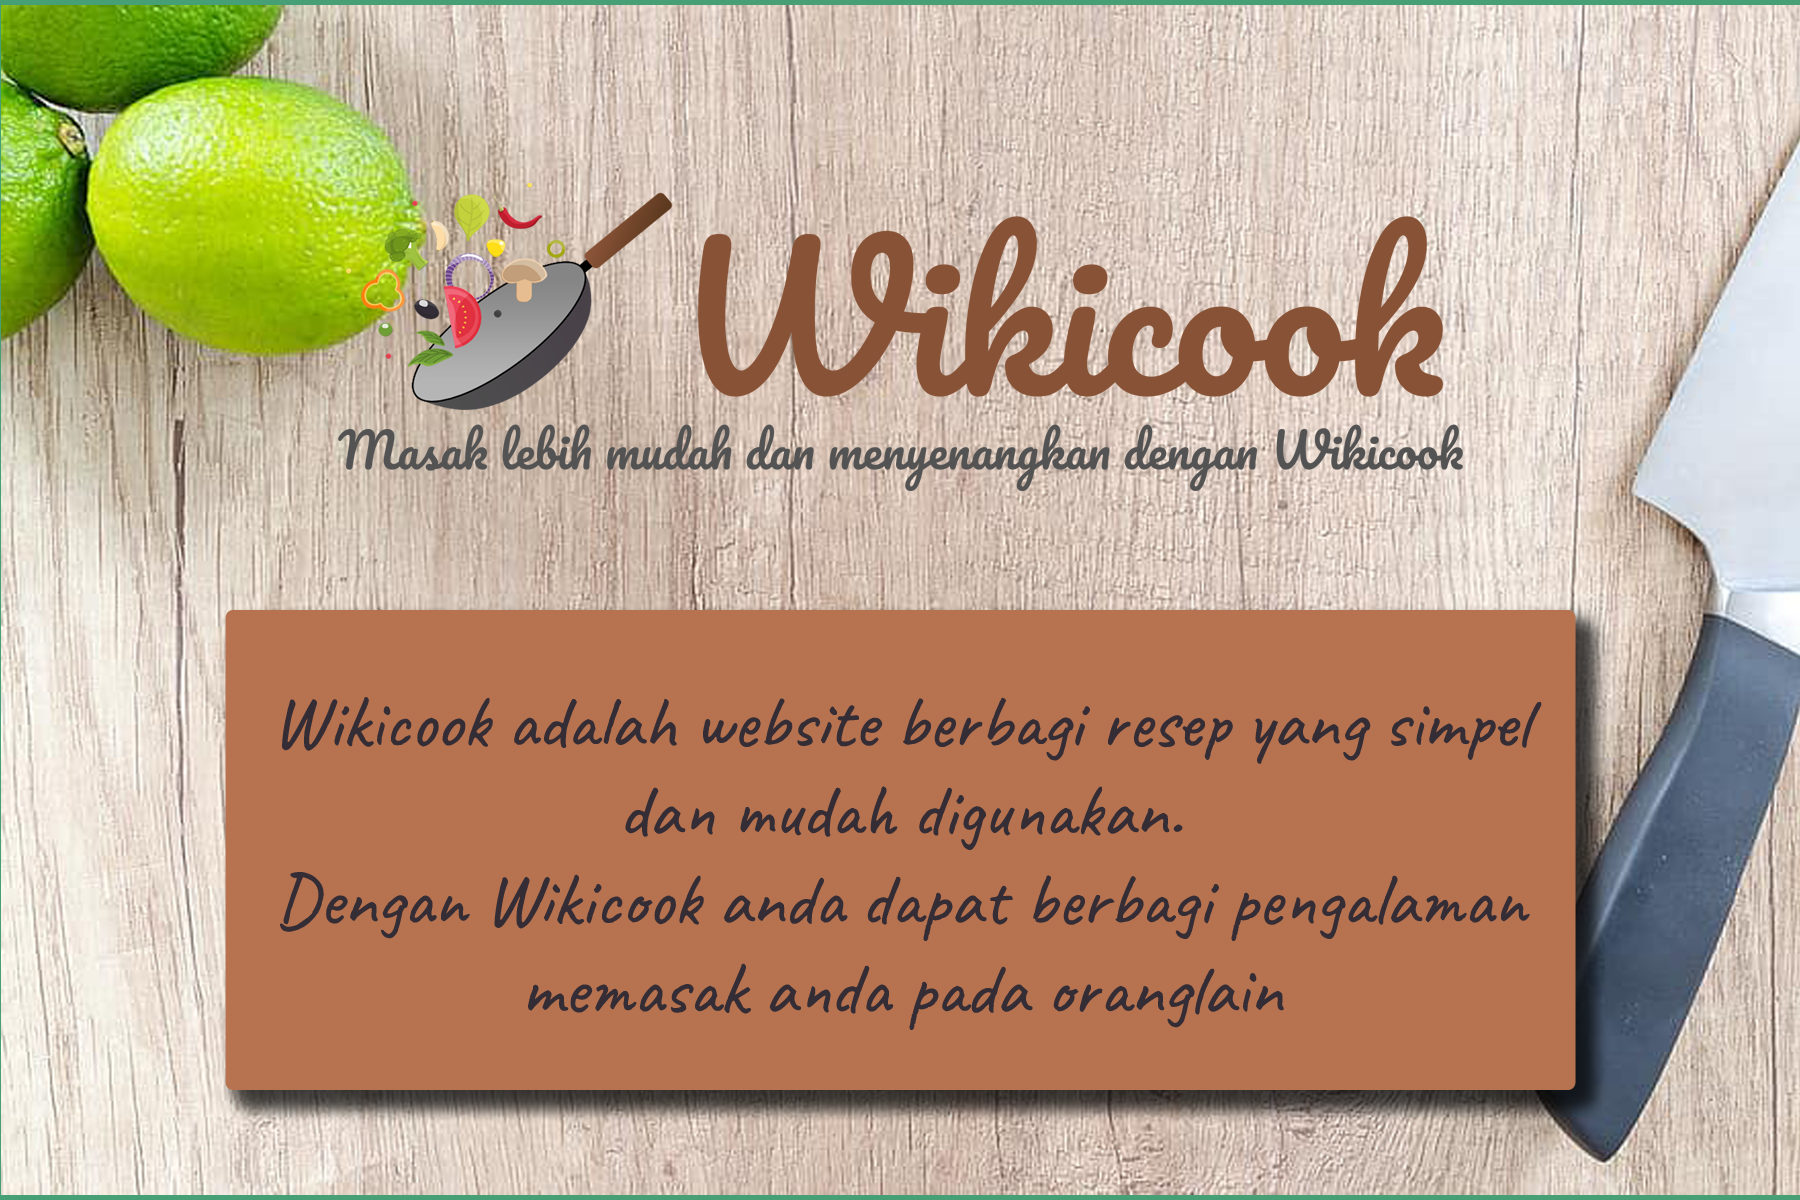 Wikicook
Masak lebih mudah dan menyenangkan dengan Wikicook
Wikicook adalah website berbagi resep yang simpel
dan mudah digunakan.
Dengan Wikicook anda dapat berbagi pengalaman
memasak anda pada oranglain